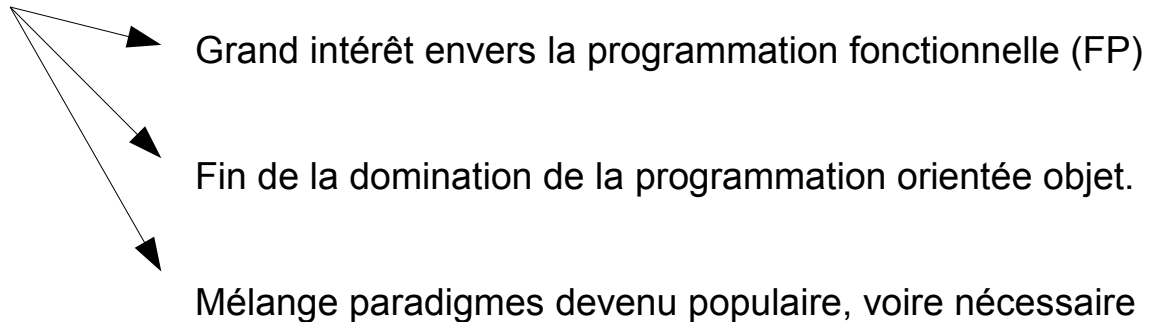 Grand intérêt envers la programmation fonctionnelle (FP)
Fin de la domination de la programmation orientée objet.
Mélange paradigmes devenu populaire, voire nécessaire